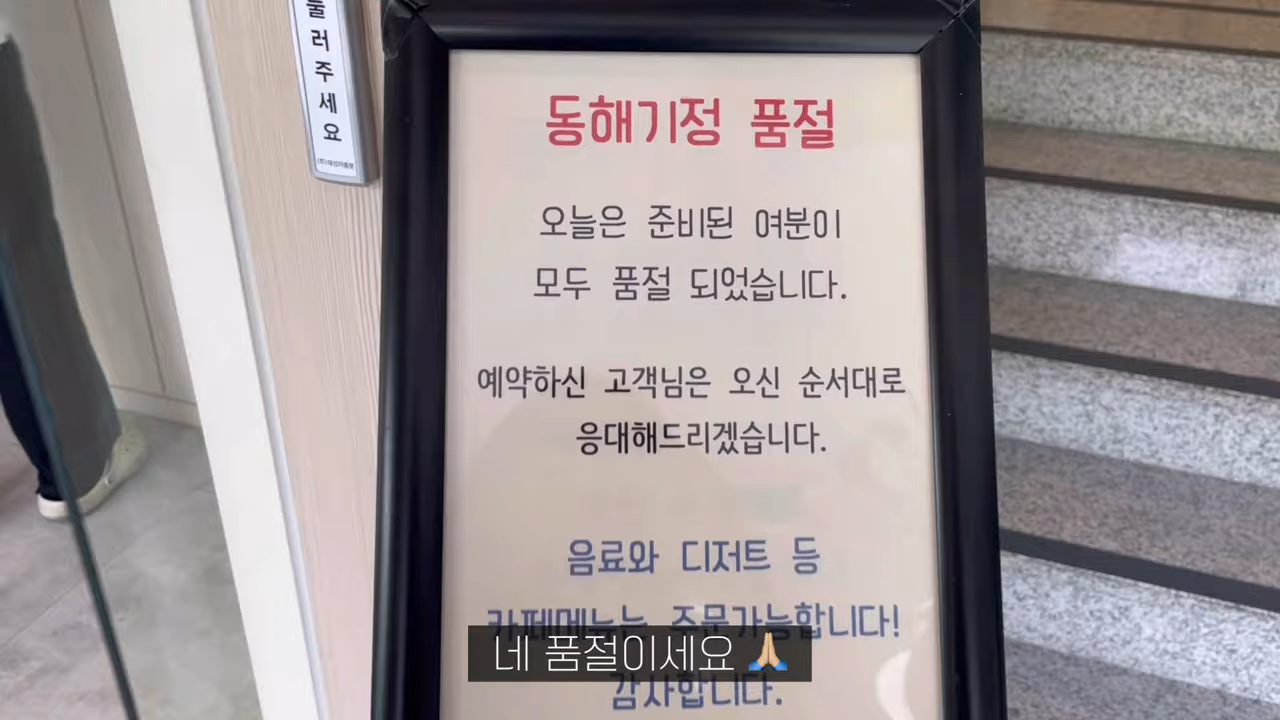 눌러주세요
동해기정 품절
오늘은 준비된 여분이
모두 품절 되었습니다.
예약하신 고객님은 오신 순서대로
응대해드리겠습니다.
음료와 디저트 등
카페메뉴는 주문가능합니다!
네 품절이세요 🙏🏼
감사합니다.